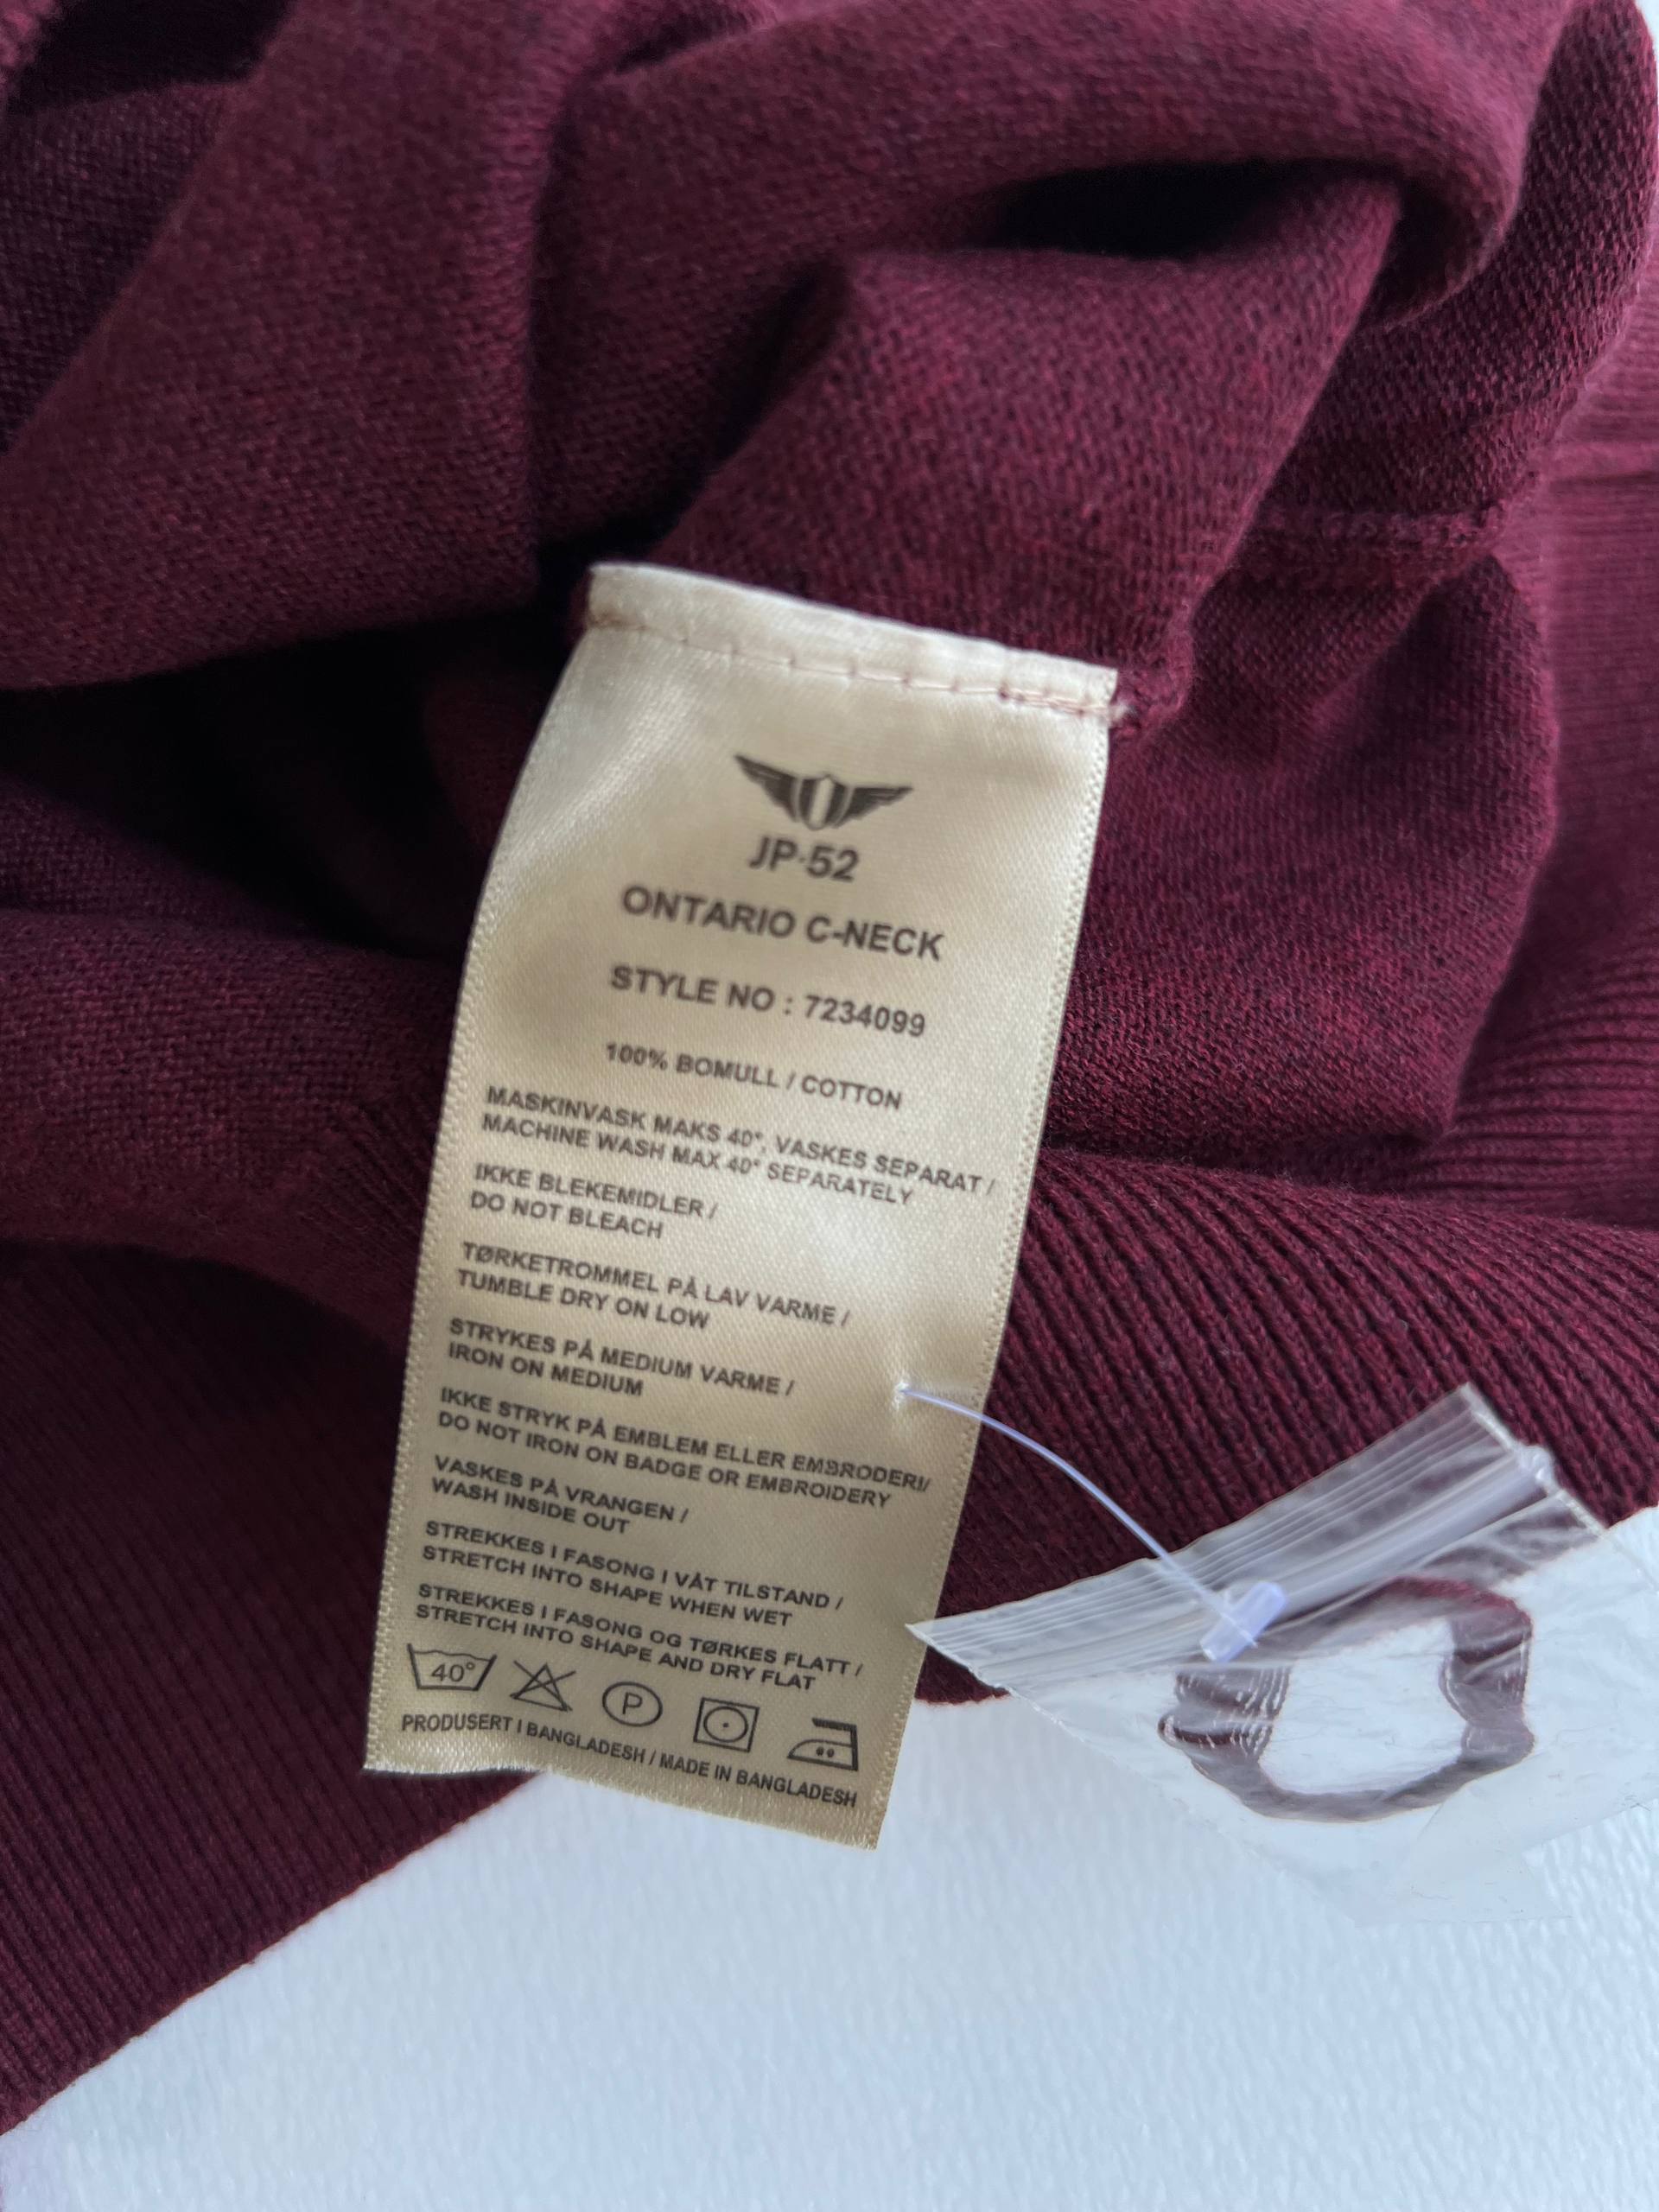 JP-52
ONTARIO C-NECK
STYLE NO : 7234099
100% BOMULL / COTTON
MASKINVASK MAKS 40°, VASKES SEPARAT /
MACHINE WASH MAX 40° SEPARATELY
IKKE BLEKEMIDLER /
DO NOT BLEACH
TØRKETROMMEL PÅ LAV VARME /
TUMBLE DRY ON LOW
STRYKES PÅ MEDIUM VARME /
IRON ON MEDIUM
IKKE STRYK PÅ EMBLEM ELLER EMBRODERI/
DO NOT IRON ON BADGE OR EMBROIDERY
VASKES PÅ VRANGEN /
WASH INSIDE OUT
STREKKES I FASONG I VÅT TILSTAND /
STRETCH INTO SHAPE WHEN WET
STREKKES I FASONG OG TØRKES FLATT /
STRETCH INTO SHAPE AND DRY FLAT
40° P
PRODUSERT I BANGLADESH / MADE IN BANGLADESH